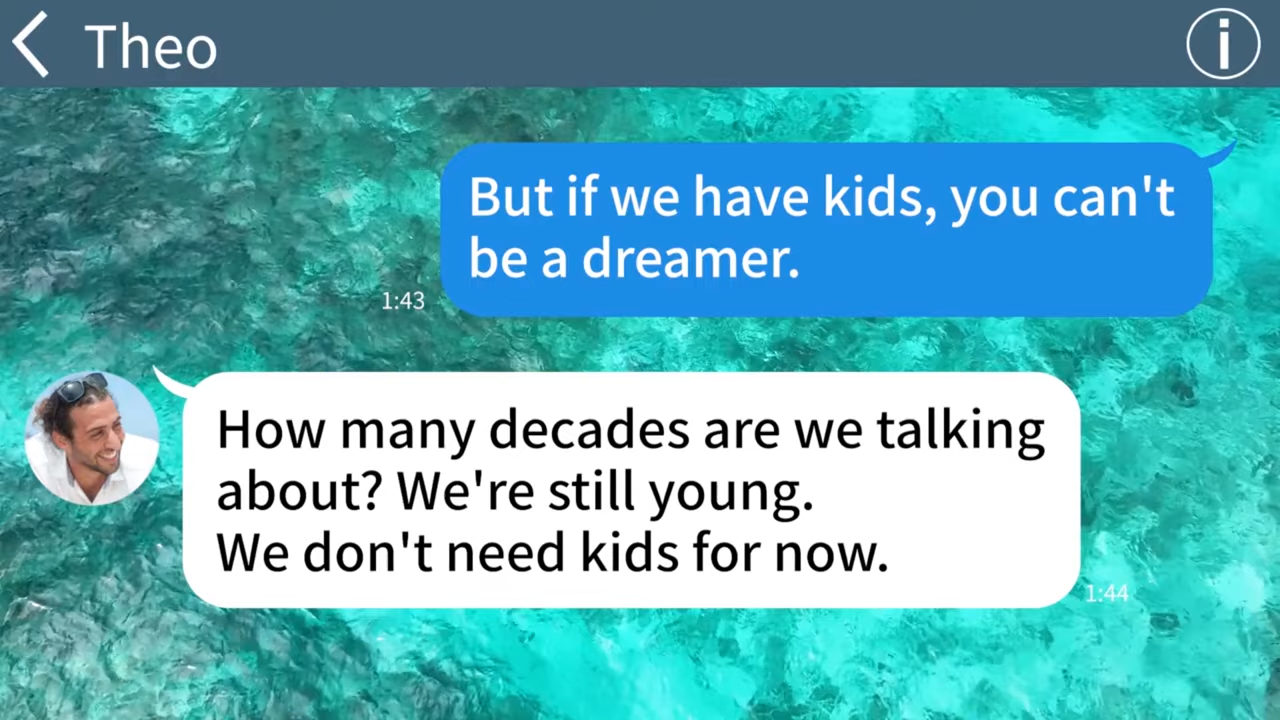 Theo
But if we have kids, you can't
be a dreamer.
1:43
How many decades are we talking
about? We're still young.
We don't need kids for now.
1:44